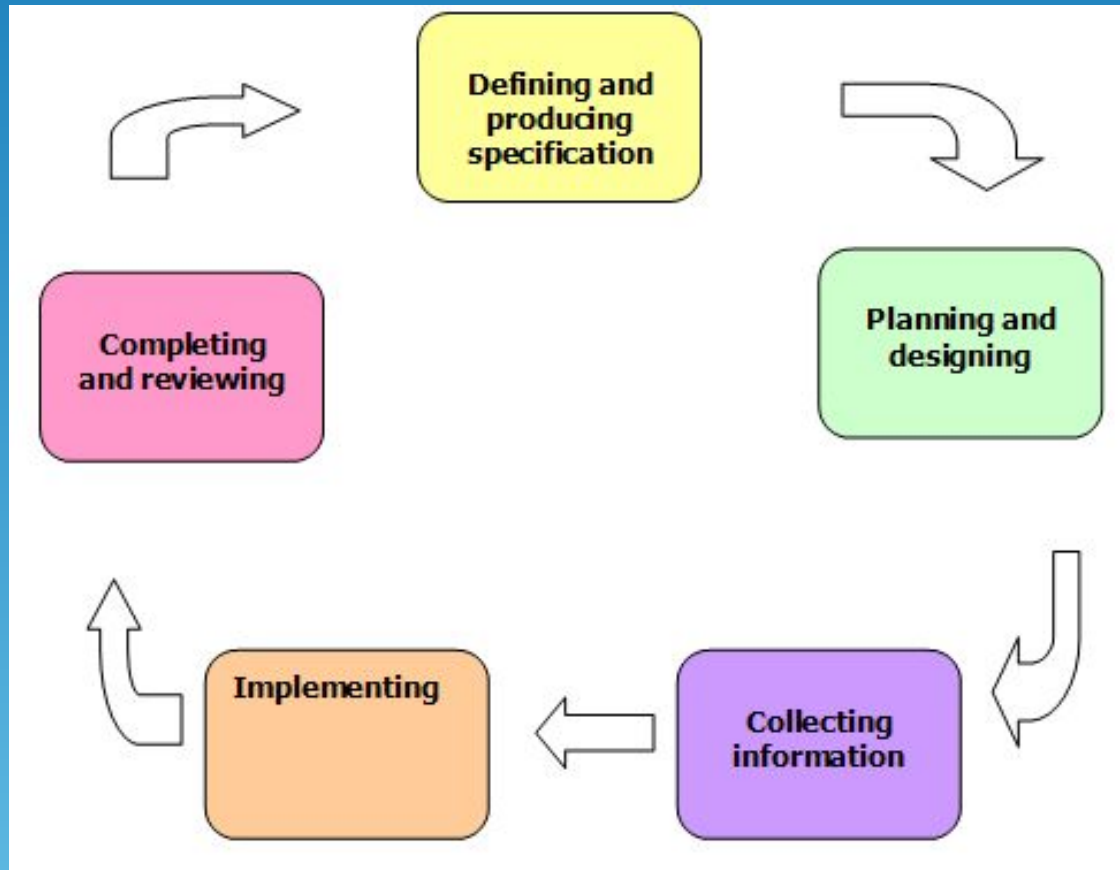 Defining and
producing
specification
Planning and
designing
Collecting
information
Implementing
Completing
and reviewing